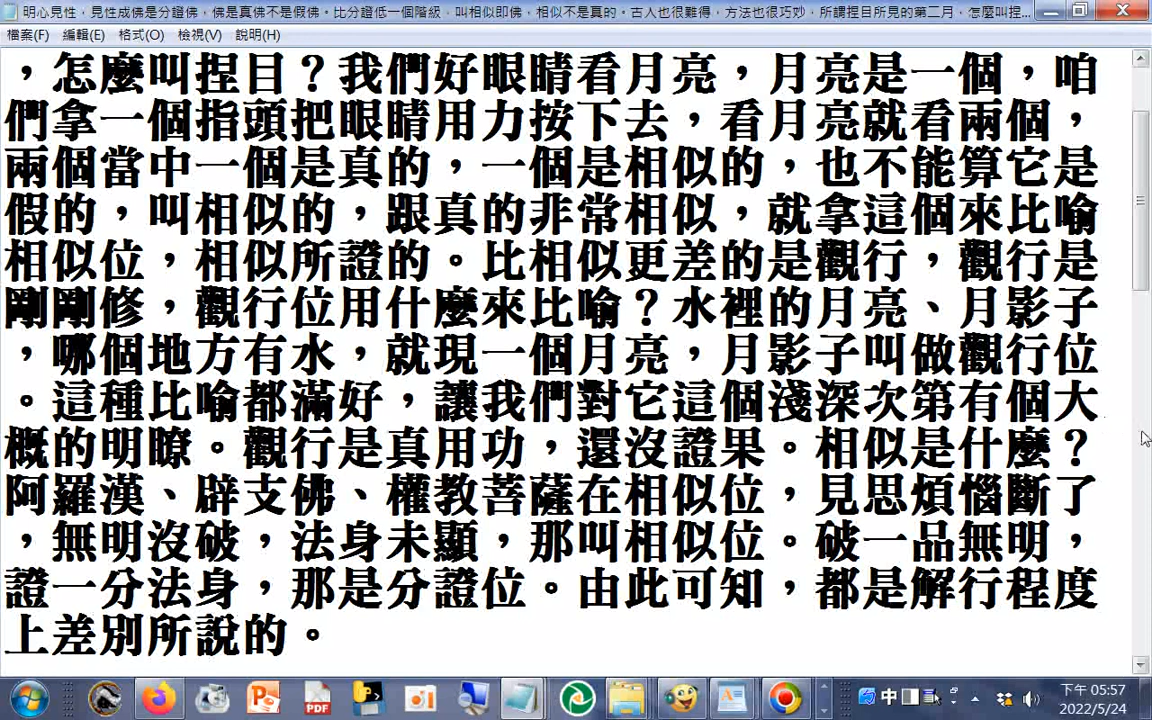 明心見性，見性成佛是分證佛，佛是真佛不是假佛。比分證低一個階級，叫相似即佛，相似不是真的。古人也很難得，方法也很巧妙，所謂捏目所見的第二月，怎麼叫捏...
檔案(F) 編輯(E) 格式(O) 檢視(V) 說明(H)
，怎麼叫捏目？我們好眼睛看月亮，月亮是一個，咱
們拿一個指頭把眼睛用力按下去，看月亮就看兩個，
兩個當中一個是真的，一個是相似的，也不能算它是
假的，叫相似的，跟真的非常相似，就拿這個來比喻
相似位，相似所證的。比相似更差的是觀行，觀行是
剛剛修，觀行位用什麼來比喻？水裡的月亮、月影子
，哪個地方有水，就現一個月亮，月影子叫做觀行位
。這種比喻都滿好，讓我們對它這個淺深次第有個大
概的明瞭。觀行是真用功，還沒證果。相似是什麼？
阿羅漢、辟支佛、權教菩薩在相似位，見思煩惱斷了
，無明沒破，法身未顯，那叫相似位。破一品無明，
證一分法身，那是分證位。由此可知，都是解行程度
上差別所說的。
PDF
中
下午 05:57
2022/5/24